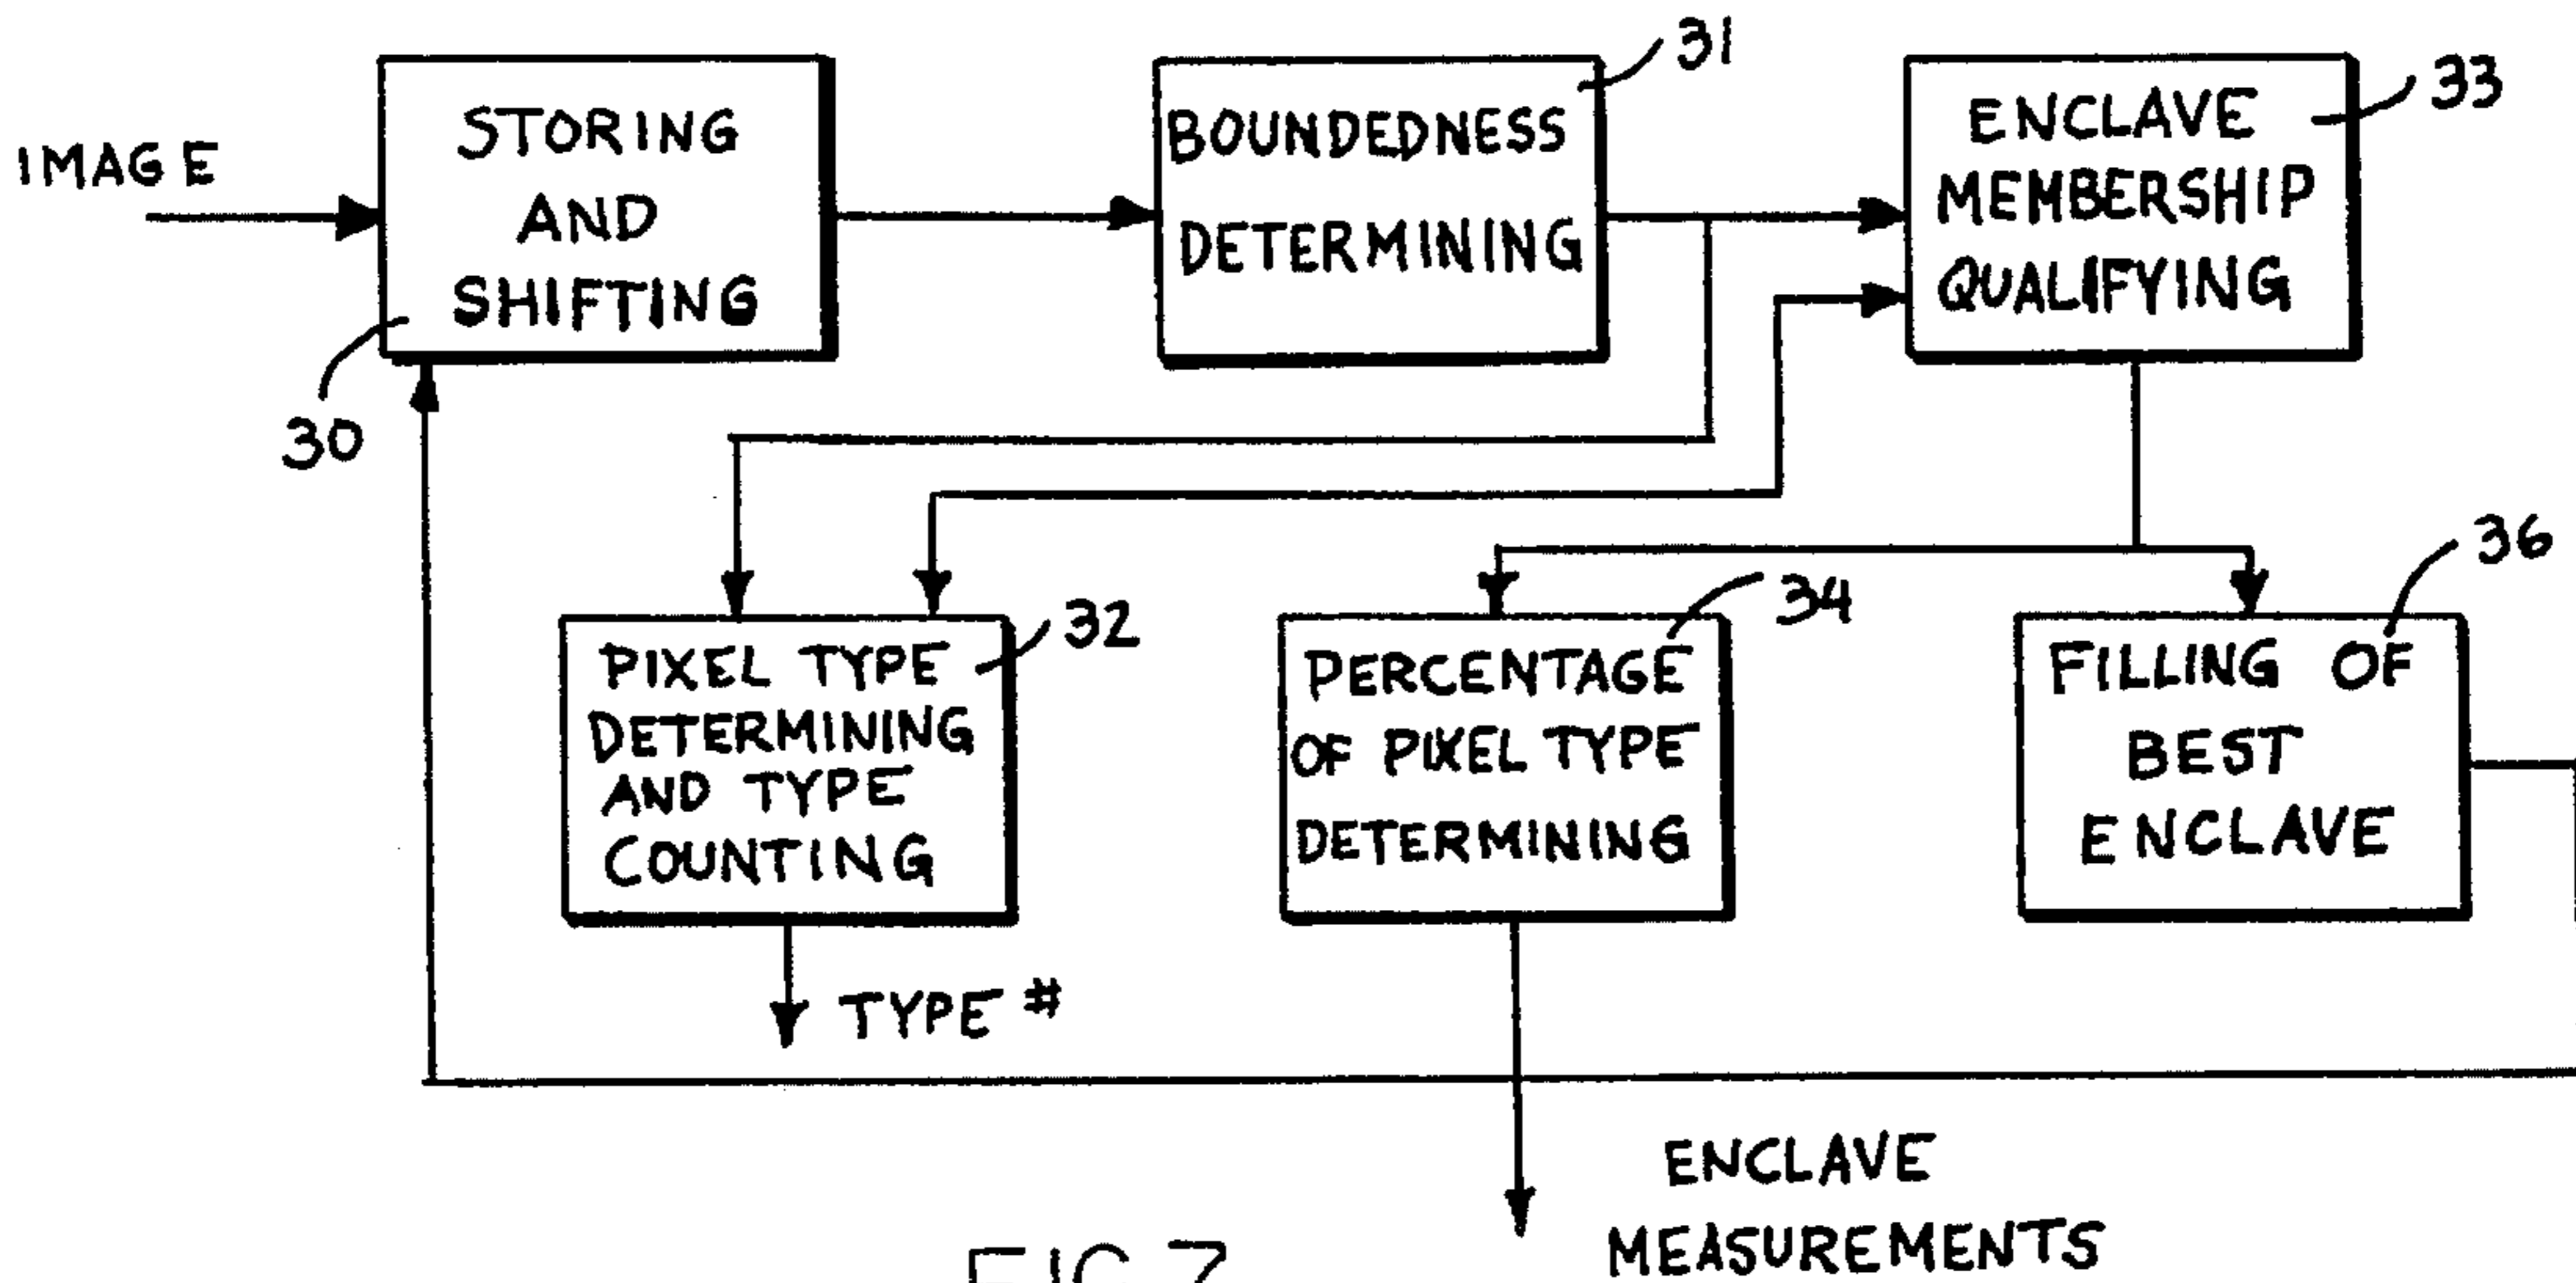 IMAGE
STORING
AND
SHIFTING
30
BOUNDEDNESS
DETERMINING
31
ENCLAVE
MEMBERSHIP
QUALIFYING
33
PIXEL TYPE
DETERMINING
AND TYPE
COUNTING
32
TYPE #
PERCENTAGE
OF PIXEL TYPE
DETERMINING
34
FILLING OF
BEST
ENCLAVE
36
ENCLAVE
MEASUREMENTS